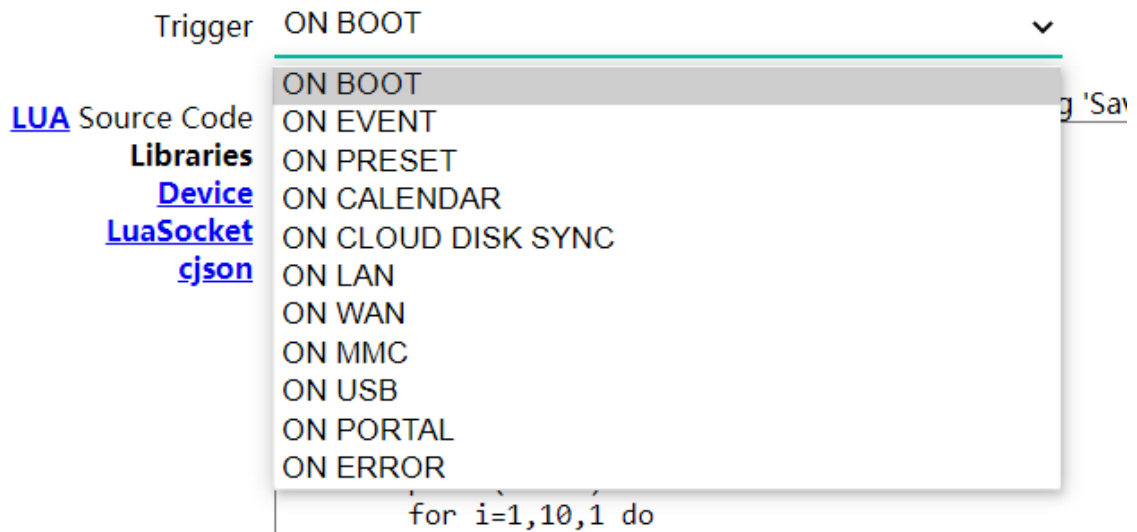 Trigger ON BOOT
ON BOOT
LUA Source Code
ON EVENT
Libraries
ON PRESET
Device
ON CALENDAR
LuaSocket
ON CLOUD DISK SYNC
cjson
ON LAN
ON WAN
ON MMC
ON USB
ON PORTAL
ON ERROR
for i=1,10,1 do